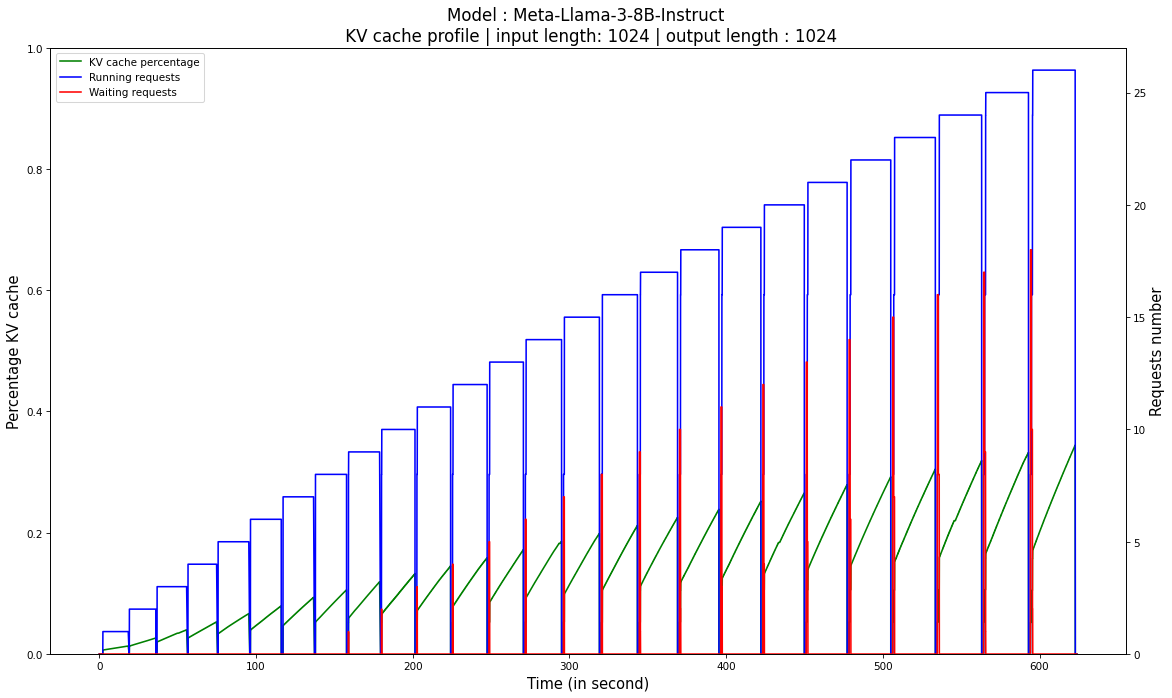 Model : Meta-Llama-3-8B-Instruct
KV cache profile | input length: 1024 | output length : 1024
KV cache percentage
Running requests
Waiting requests
1.0
0.8
0.6
0.4
0.2
0.0
Percentage KV cache
25
20
15
10
5
0
Requests number
0 100 200 300 400 500 600
Time (in second)